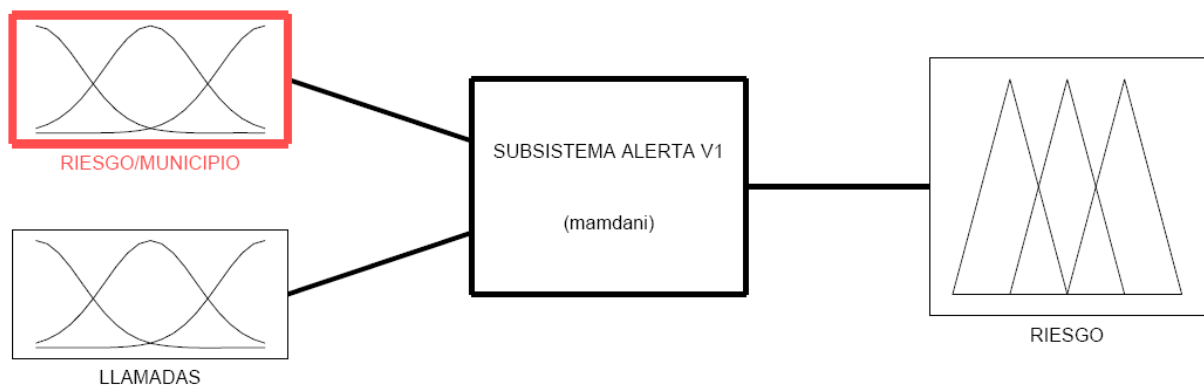 RIESGO/MUNICIPIO
LLAMADAS
SUBSISTEMA ALERTA V1
(mamdani)
RIESGO